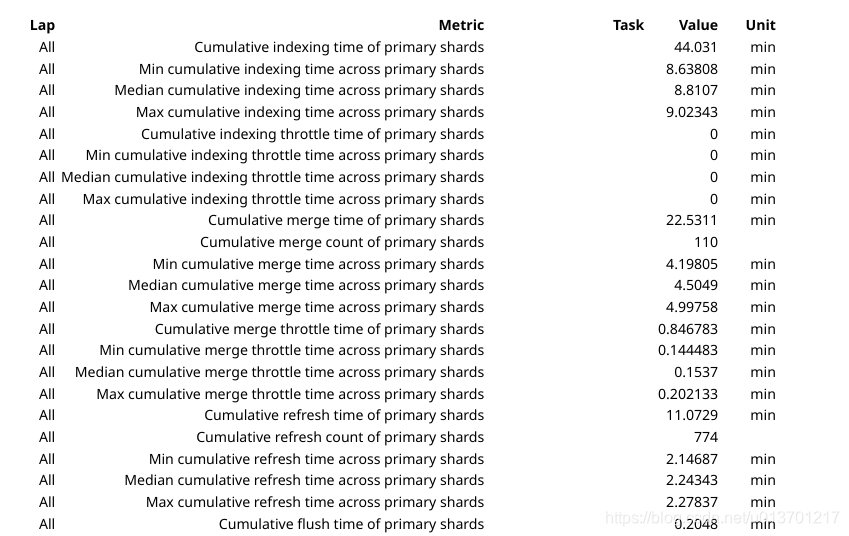 Lap Metric Task Value Unit
All Cumulative indexing time of primary shards 44.031 min
All Min cumulative indexing time across primary shards 8.63808 min
All Median cumulative indexing time across primary shards 8.8107 min
All Max cumulative indexing time across primary shards 9.02343 min
All Cumulative indexing throttle time of primary shards 0 min
All Min cumulative indexing throttle time across primary shards 0 min
All Median cumulative indexing throttle time across primary shards 0 min
All Max cumulative indexing throttle time across primary shards 0 min
All Cumulative merge time of primary shards 22.5311 min
All Cumulative merge count of primary shards 110
All Min cumulative merge time across primary shards 4.19805 min
All Median cumulative merge time across primary shards 4.5049 min
All Max cumulative merge time across primary shards 4.99758 min
All Cumulative merge throttle time of primary shards 0.846783 min
All Min cumulative merge throttle time across primary shards 0.144483 min
All Median cumulative merge throttle time across primary shards 0.1537 min
All Max cumulative merge throttle time across primary shards 0.202133 min
All Cumulative refresh time of primary shards 11.0729 min
All Cumulative refresh count of primary shards 774
All Min cumulative refresh time across primary shards 2.14687 min
All Median cumulative refresh time across primary shards 2.24343 min
All Max cumulative refresh time across primary shards 2.27837 min
All Cumulative flush time of primary shards 0.2048 min
https://blog.csdn.net/u013701217